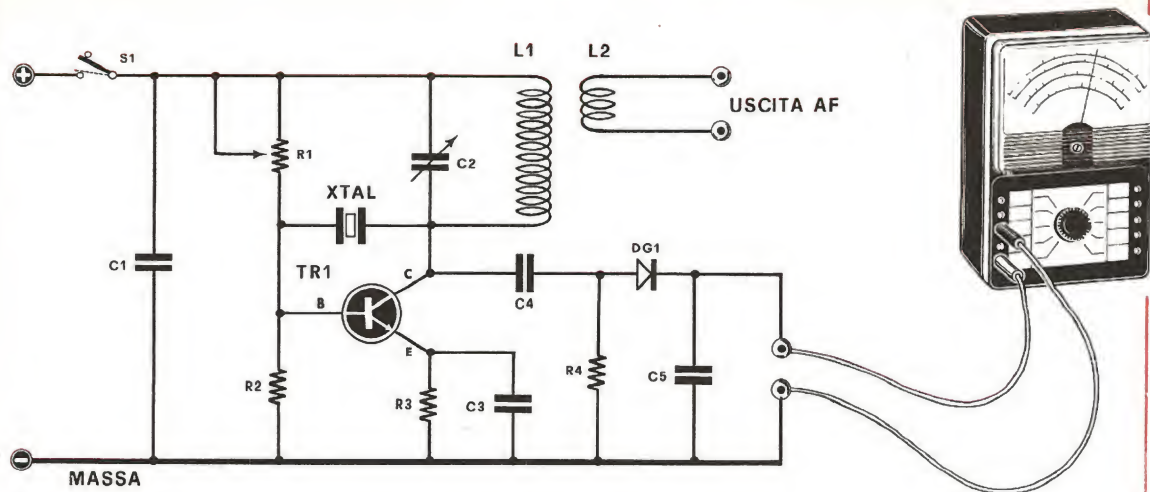 S1
L1
L2
USCITA AF
R1
C2
XTAL
C1
TR1
C
B
E
C4
DG1
R2
R3
C3
R4
C5
MASSA